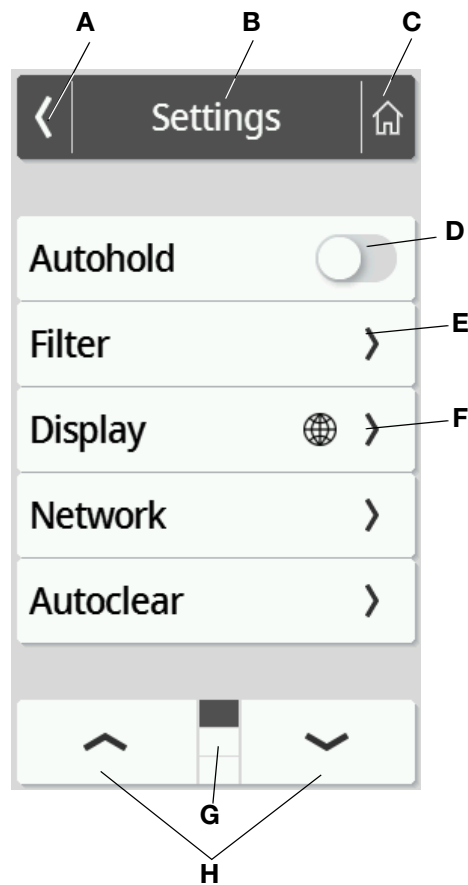 A B C
Settings
Autohold
D
Filter
E
Display
F
Network
Autoclear
G
H